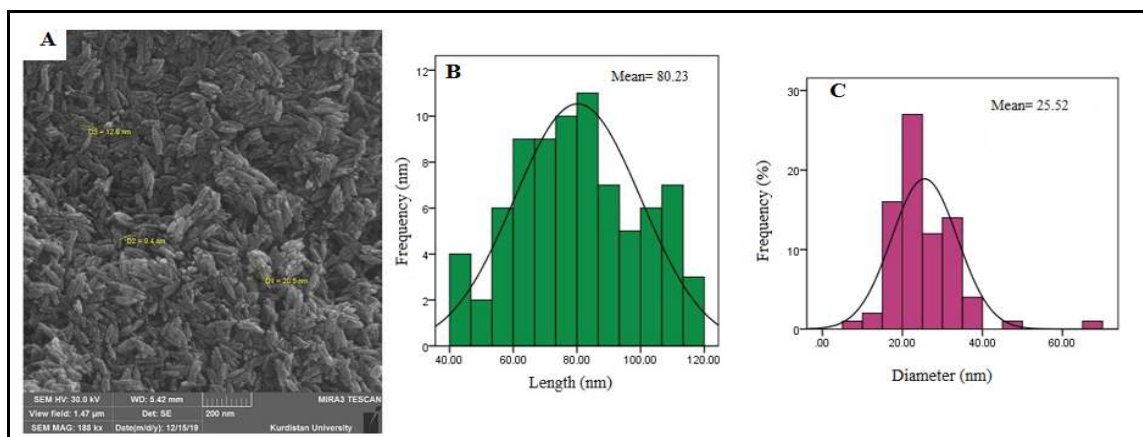 A
D3 = 12.6 nm
D2 = 9.4 nm
D1 = 20.5 nm
SEM HV: 30.0 kV WD: 5.42 mm MIRA3 TESCAN
View field: 1.47 µm Det: SE 200 nm
SEM MAG: 188 kx Date(m/d/y): 12/15/19 Kurdistan University
B
Mean= 80.23
Frequency (nm)
12
10
8
6
4
2
0
40.00 60.00 80.00 100.00 120.00
Length (nm)
C
Mean= 25.52
Frequency (%)
30
20
10
0
.00 20.00 40.00 60.00
Diameter (nm)